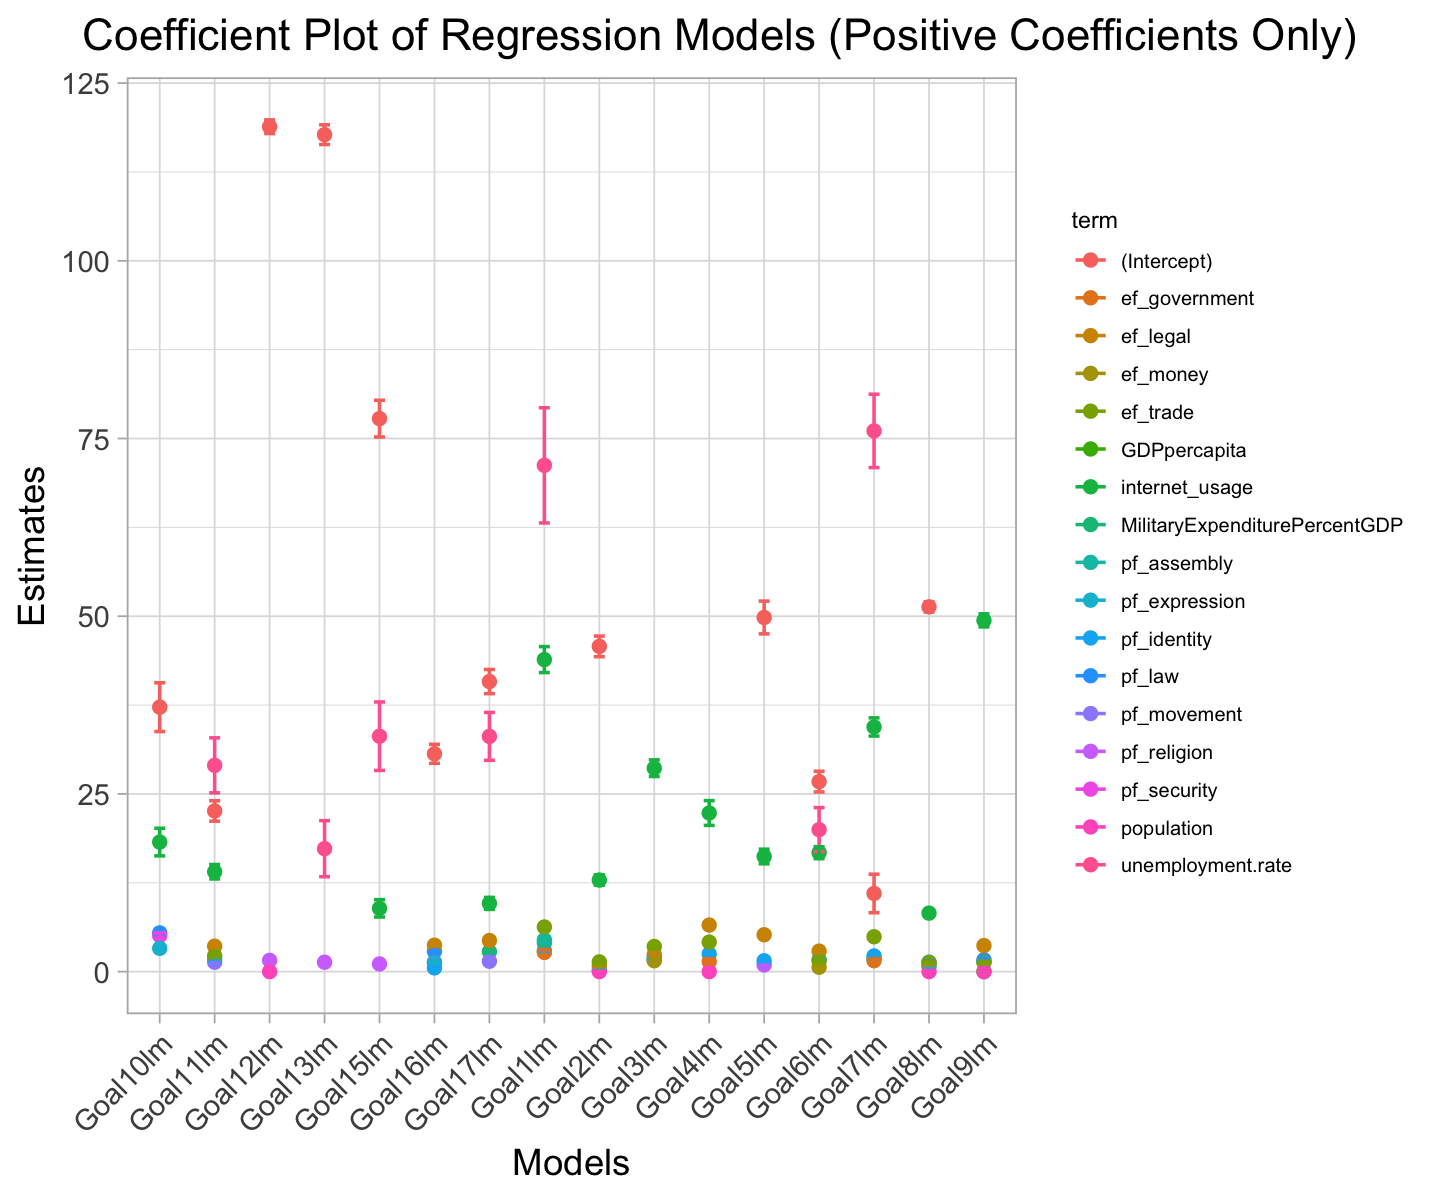 Coefficient Plot of Regression Models (Positive Coefficients Only)
125
100
75
50
25
0
Estimates
Goal10lm
Goal11lm
Goal12lm
Goal13lm
Goal15lm
Goal16lm
Goal17lm
Goal1lm
Goal2lm
Goal3lm
Goal4lm
Goal5lm
Goal6lm
Goal7lm
Goal8lm
Goal9lm
Models
term
(Intercept)
ef_government
ef_legal
ef_money
ef_trade
GDPpercapita
internet_usage
MilitaryExpenditurePercentGDP
pf_assembly
pf_expression
pf_identity
pf_law
pf_movement
pf_religion
pf_security
population
unemployment.rate